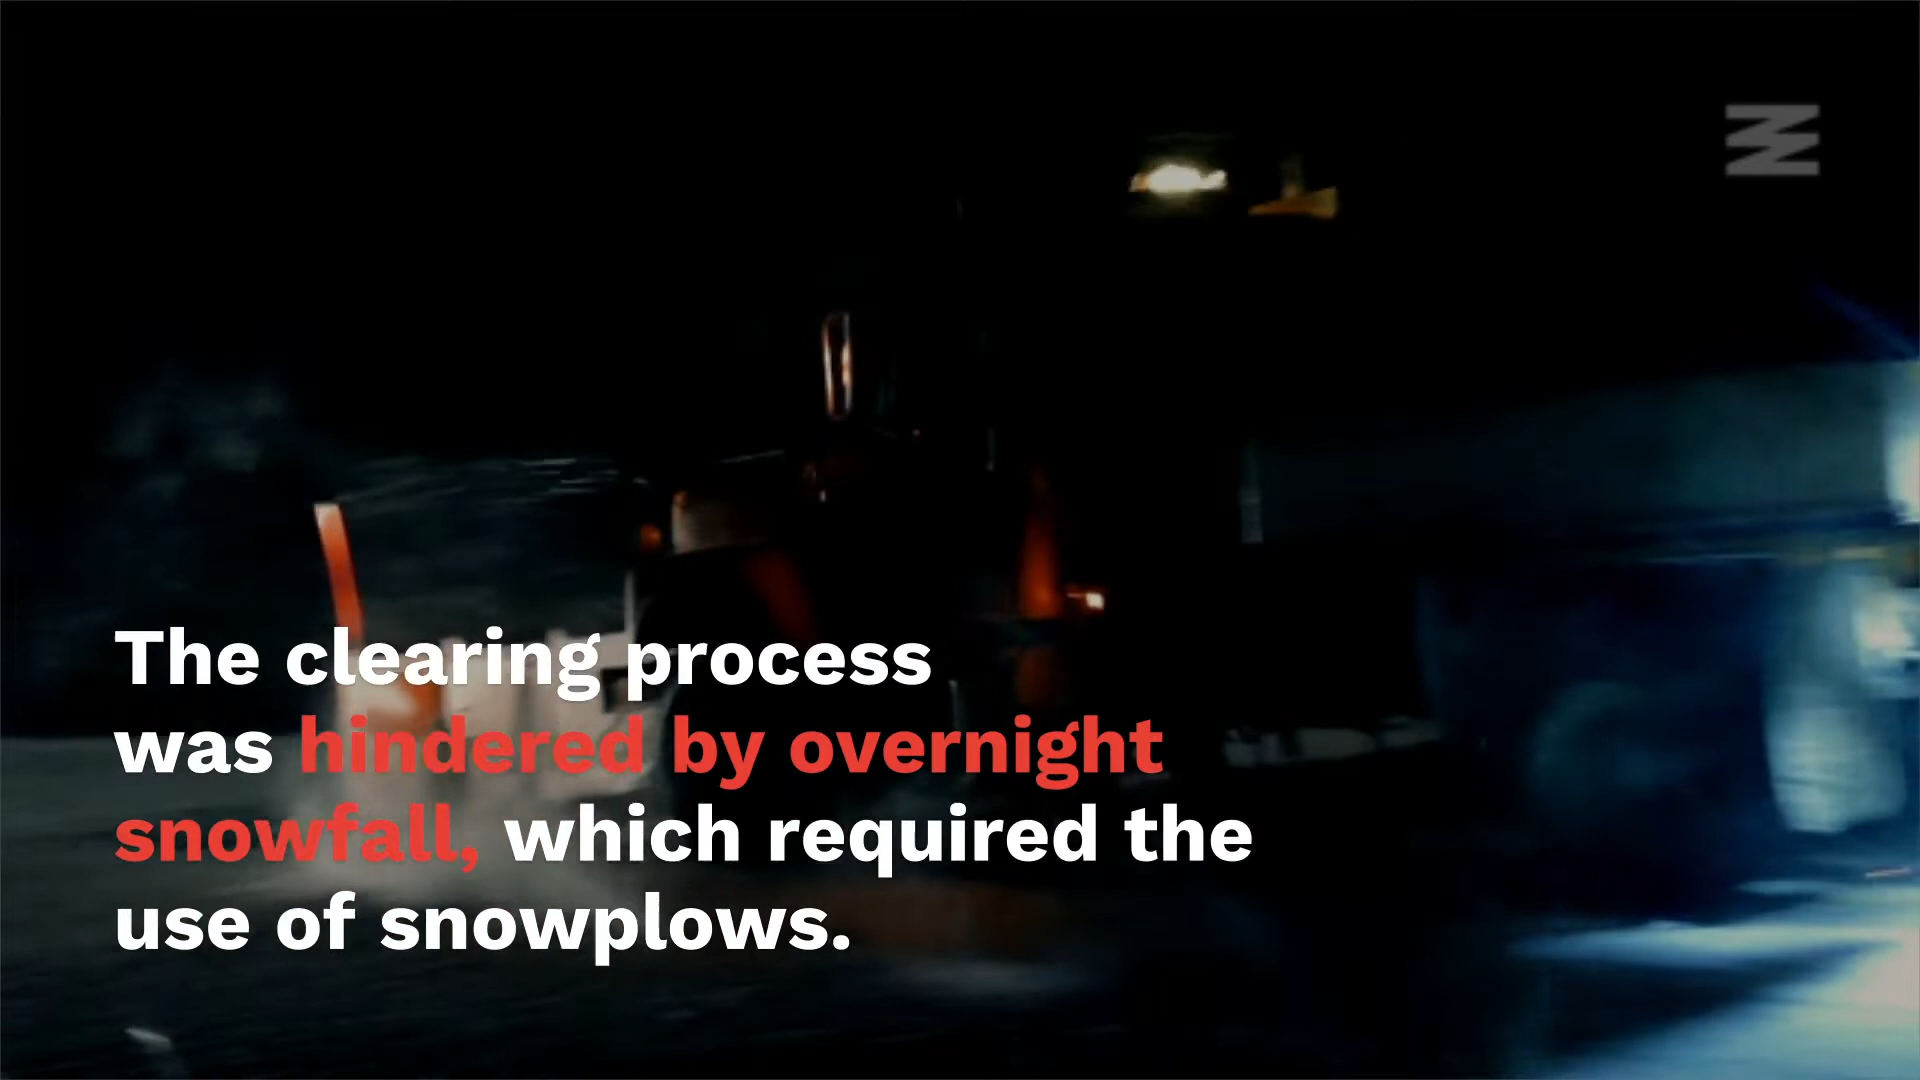 The clearing process
was hindered by overnight
snowfall, which required the
use of snowplows.